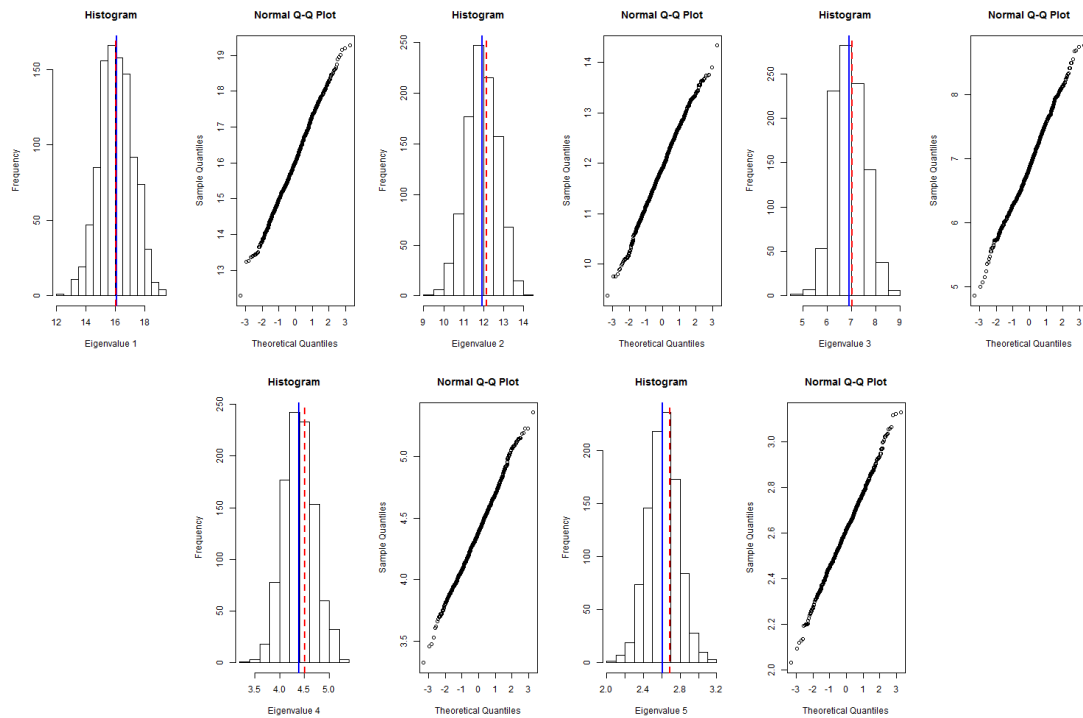 Histogram
Frequency
0 50 100 150
12 14 16 18
Eigenvalue 1
Normal Q-Q Plot
Sample Quantiles
13 14 15 16 17 18 19
-3 -2 -1 0 1 2 3
Theoretical Quantiles
Histogram
Frequency
0 50 100 150 200 250
9 10 11 12 13 14
Eigenvalue 2
Normal Q-Q Plot
Sample Quantiles
10 11 12 13 14
-3 -2 -1 0 1 2 3
Theoretical Quantiles
Histogram
Frequency
0 50 100 150 200 250
5 6 7 8 9
Eigenvalue 3
Normal Q-Q Plot
Sample Quantiles
5 6 7 8
-3 -2 -1 0 1 2 3
Theoretical Quantiles
Histogram
Frequency
0 50 100 150 200 250
3.5 4.0 4.5 5.0
Eigenvalue 4
Normal Q-Q Plot
Sample Quantiles
3.5 4.0 4.5 5.0
-3 -2 -1 0 1 2 3
Theoretical Quantiles
Histogram
Frequency
0 50 100 150 200
2.0 2.4 2.8 3.2
Eigenvalue 5
Normal Q-Q Plot
Sample Quantiles
2.0 2.2 2.4 2.6 2.8 3.0
-3 -2 -1 0 1 2 3
Theoretical Quantiles